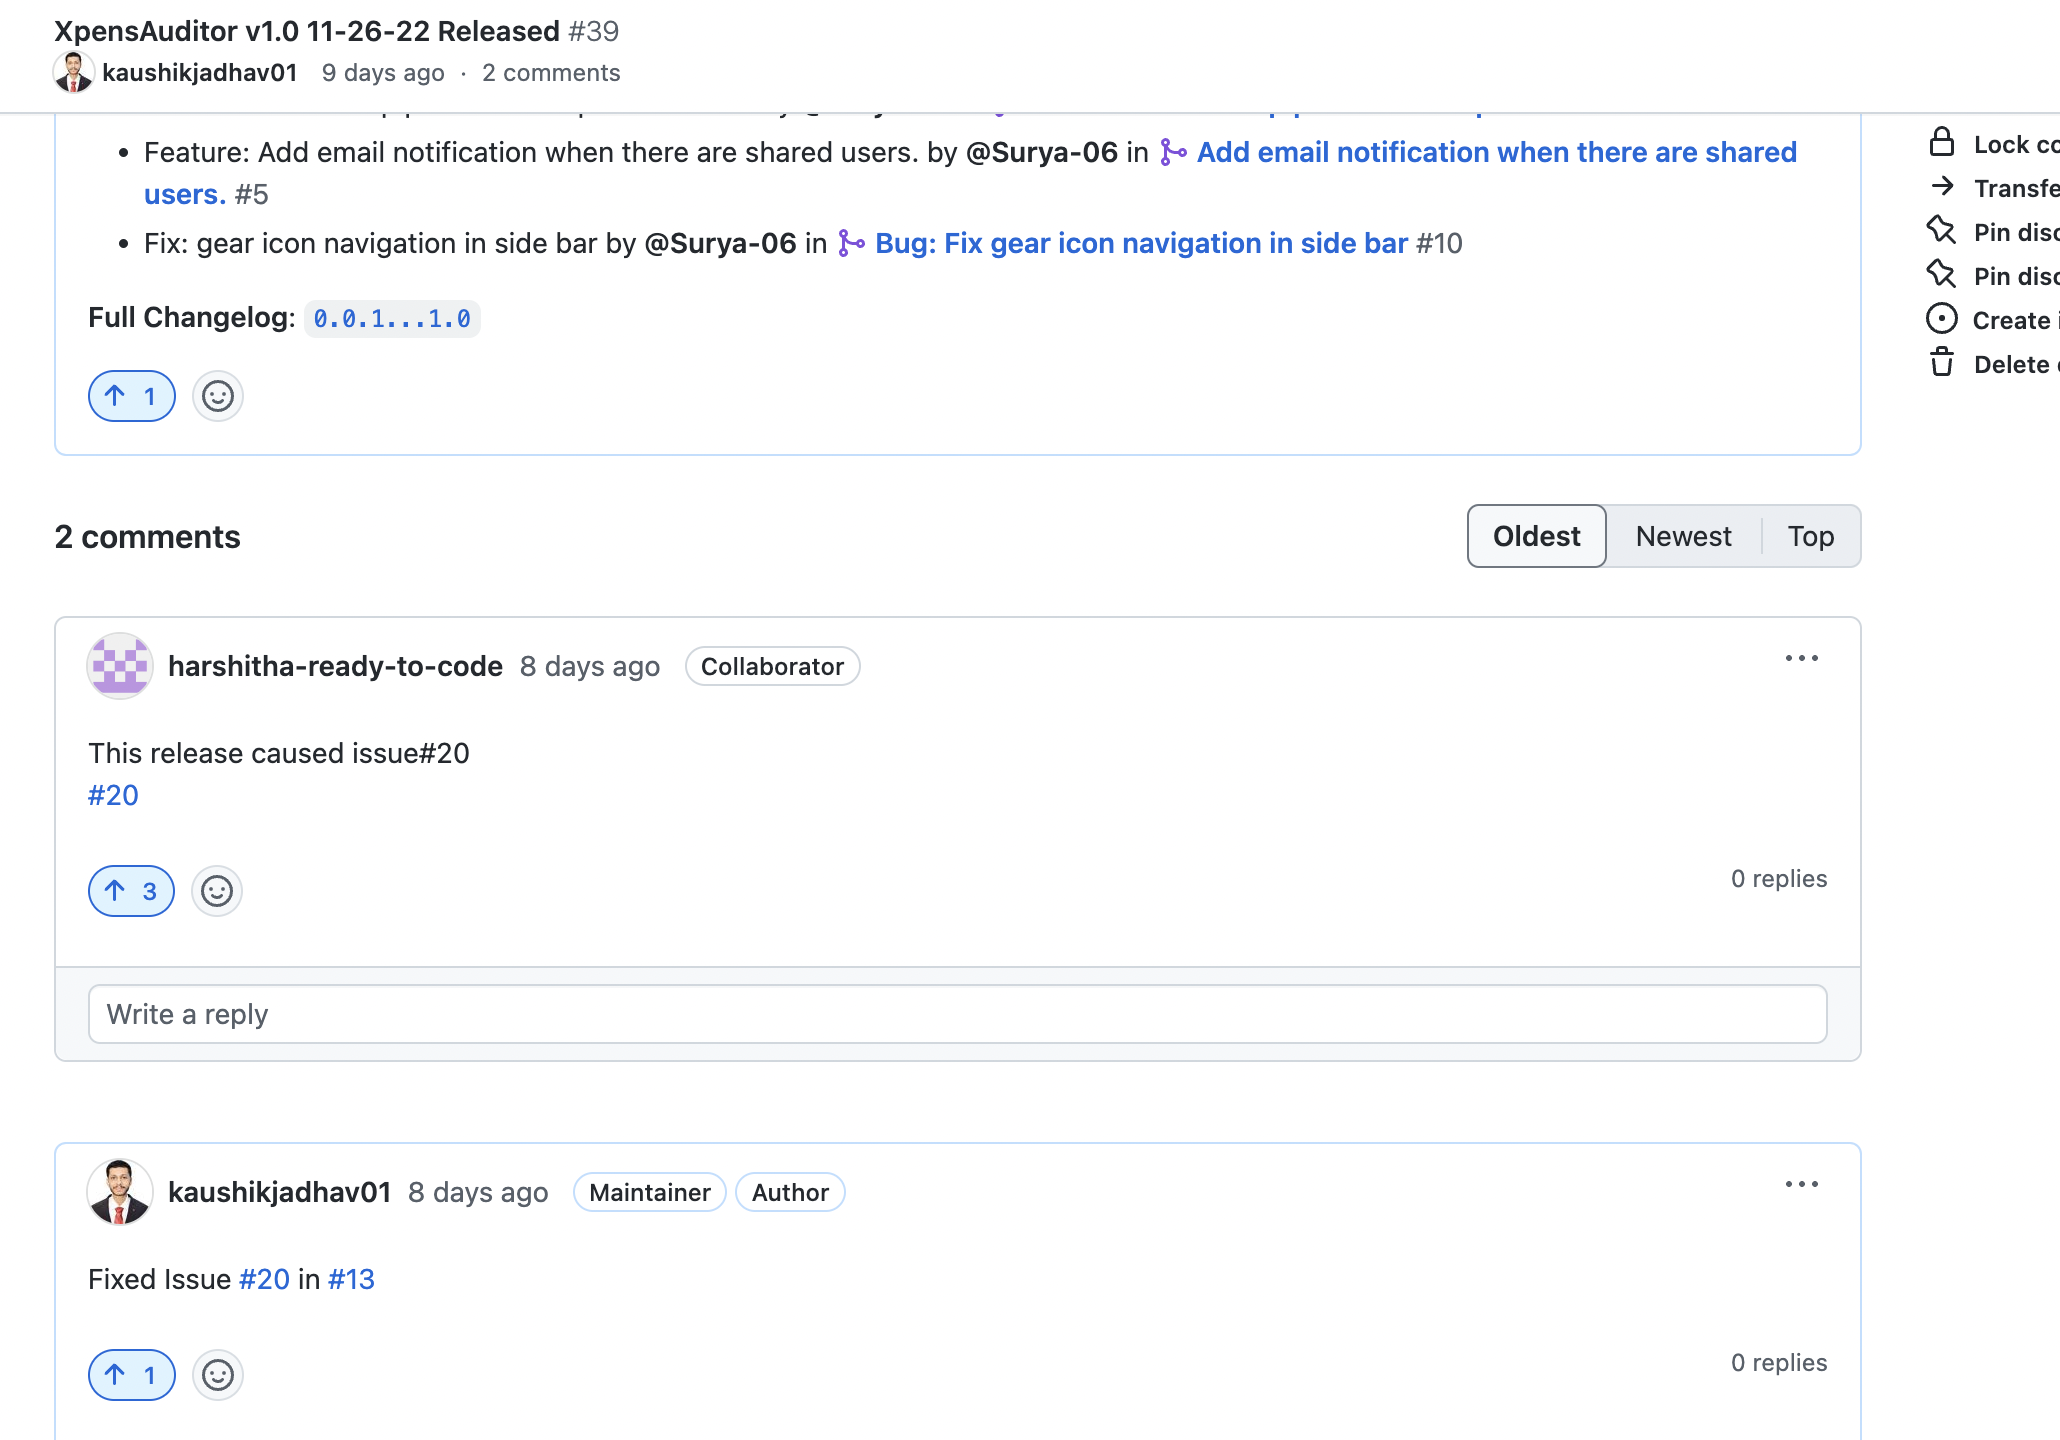 XpensAuditor v1.0 11-26-22 Released #39
kaushikjadhav01 9 days ago · 2 comments
• Feature: Add email notification when there are shared users. by @Surya-06 in Add email notification when there are shared
users. #5
• Fix: gear icon navigation in side bar by @Surya-06 in Bug: Fix gear icon navigation in side bar #10
Full Changelog: 0.0.1...1.0
1
Lock
Pin
Pin
Create
Delete
2 comments
Oldest Newest Top
harshitha-ready-to-code 8 days ago Collaborator
This release caused issue#20
#20
3
0 replies
Write a reply
kaushikjadhav01 8 days ago Maintainer Author
Fixed Issue #20 in #13
1
0 replies